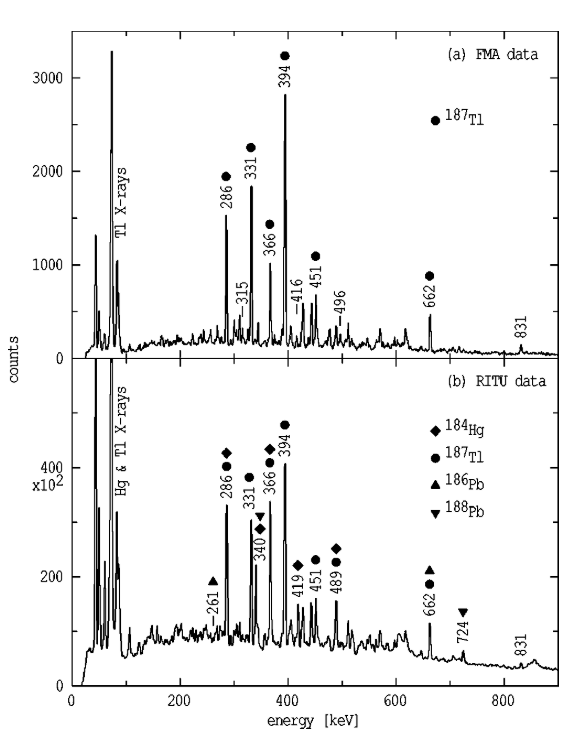 (a) FMA data
3000
2000
1000
0
Tl X-rays
286
315
331
366
394
416
451
496
662
831
187Tl
counts
(b) RITU data
400
x10²
200
0
Hg & Tl X-rays
261
286
331
340
366
394
419
451
489
662
724
831
184Hg
187Tl
186Pb
188Pb
0 200 400 600 800
energy [keV]